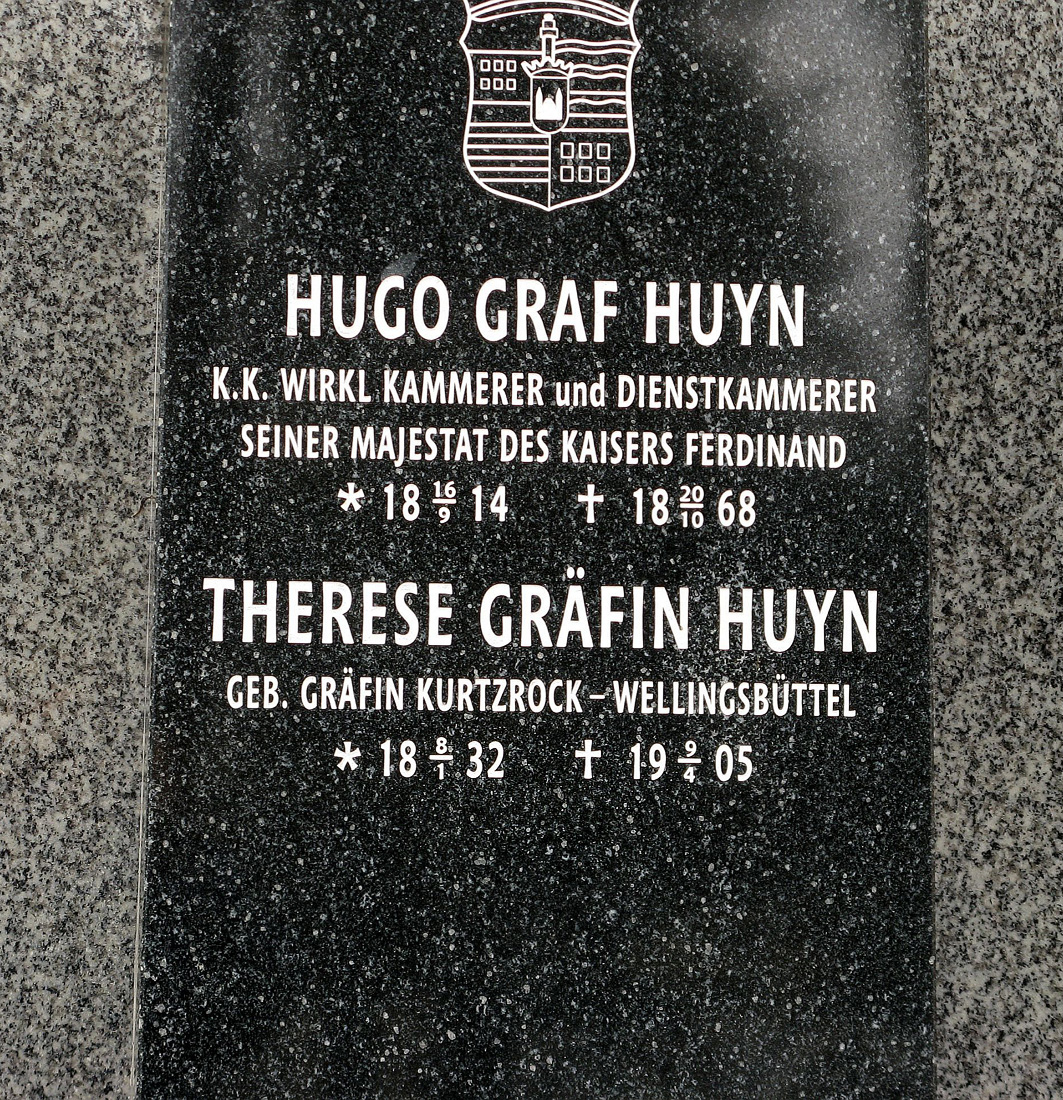 HUGO GRAF HUYN
K.K. WIRKL KAMMERER und DIENSTKAMMERER
SEINER MAJESTAT DES KAISERS FERDINAND
* 18 16/9 14 † 18 20/10 68
THERESE GRÄFIN HUYN
GEB. GRÄFIN KURTZROCK–WELLINGSBÜTTEL
* 18 8/1 32 † 19 9/4 05